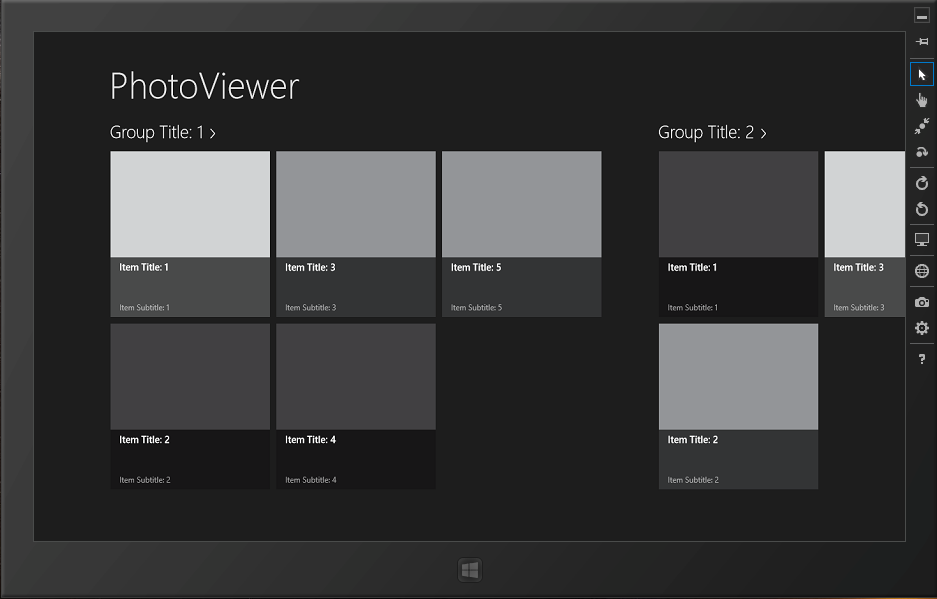 PhotoViewer
Group Title: 1 >
Item Title: 1
Item Subtitle: 1
Item Title: 3
Item Subtitle: 3
Item Title: 5
Item Subtitle: 5
Item Title: 2
Item Subtitle: 2
Item Title: 4
Item Subtitle: 4
Group Title: 2 >
Item Title: 1
Item Subtitle: 1
Item Title: 3
Item Subtitle: 3
Item Title: 2
Item Subtitle: 2
?